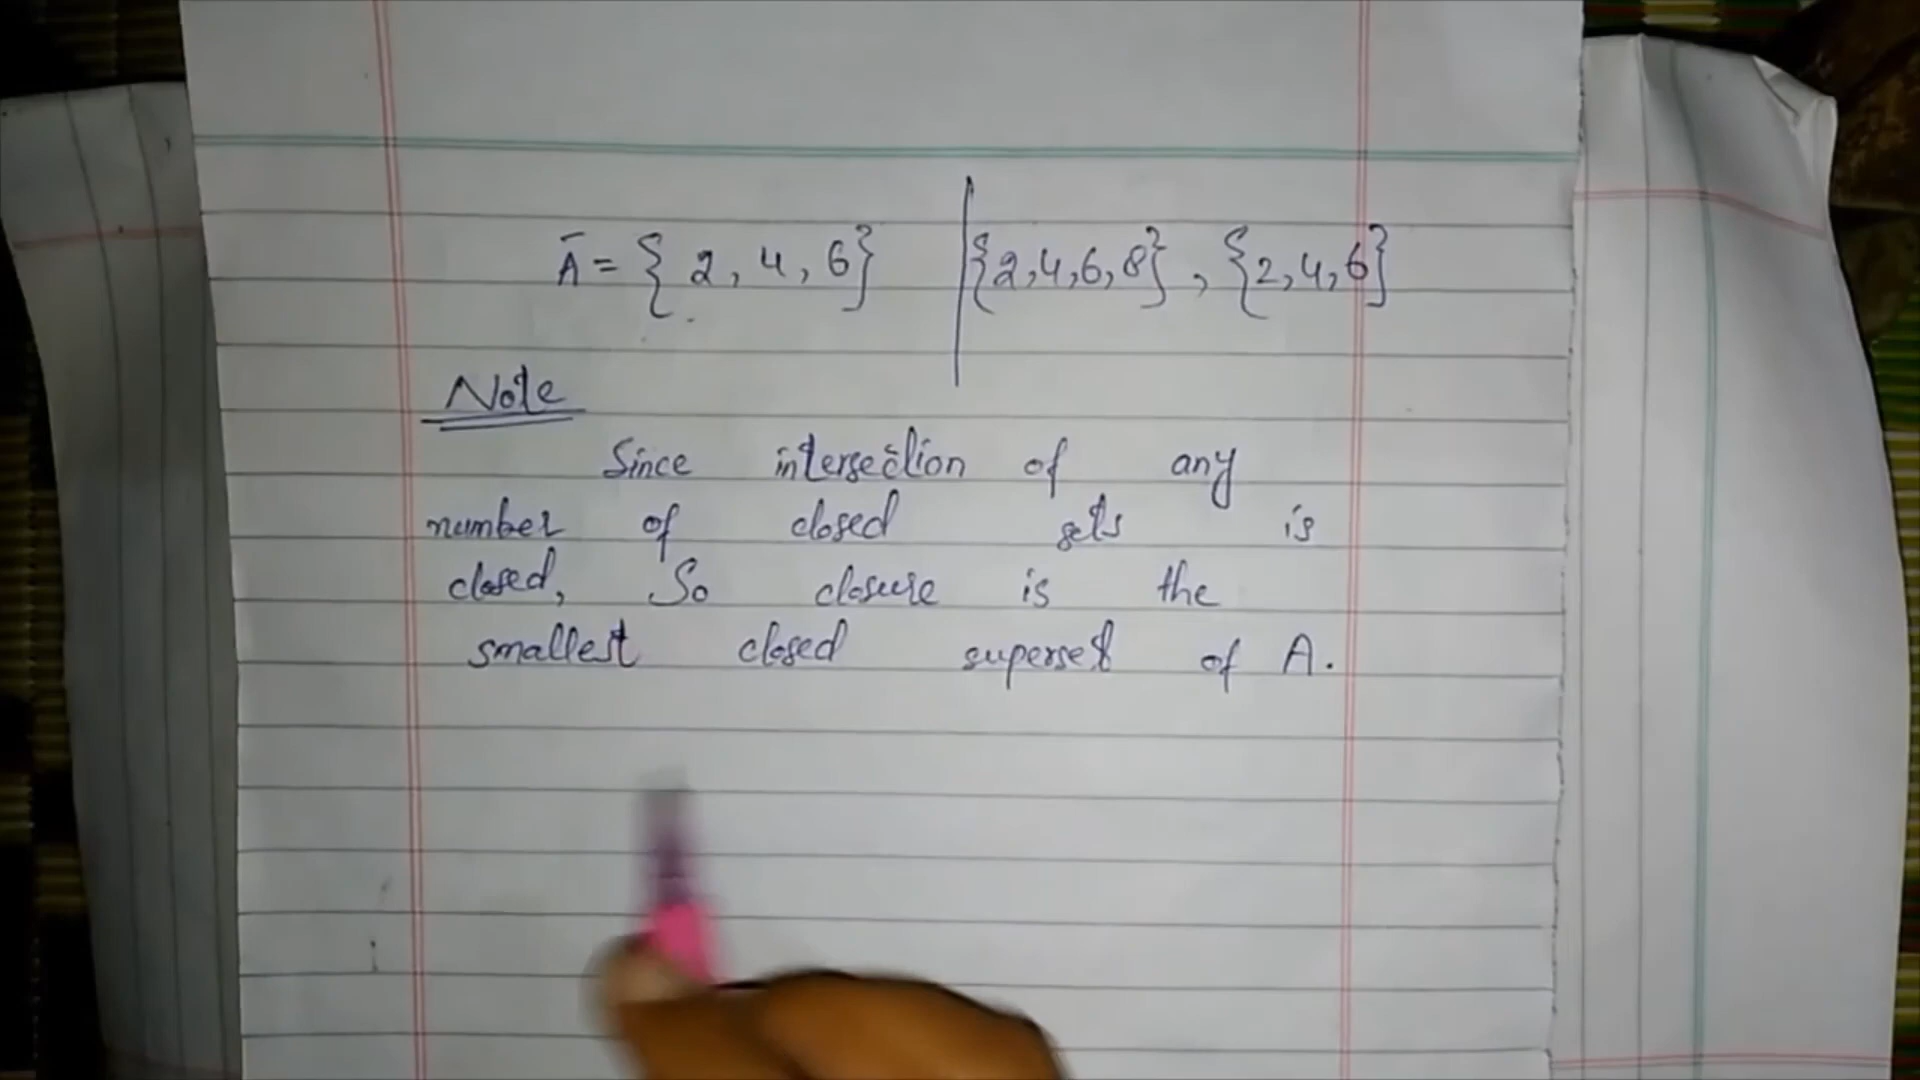 Ā = { 2, 4, 6} | {2,4,6,8}, {2,4,6}
Note
Since intersection of any
number of closed sets is
closed, So closure is the
smallest closed superset of A.